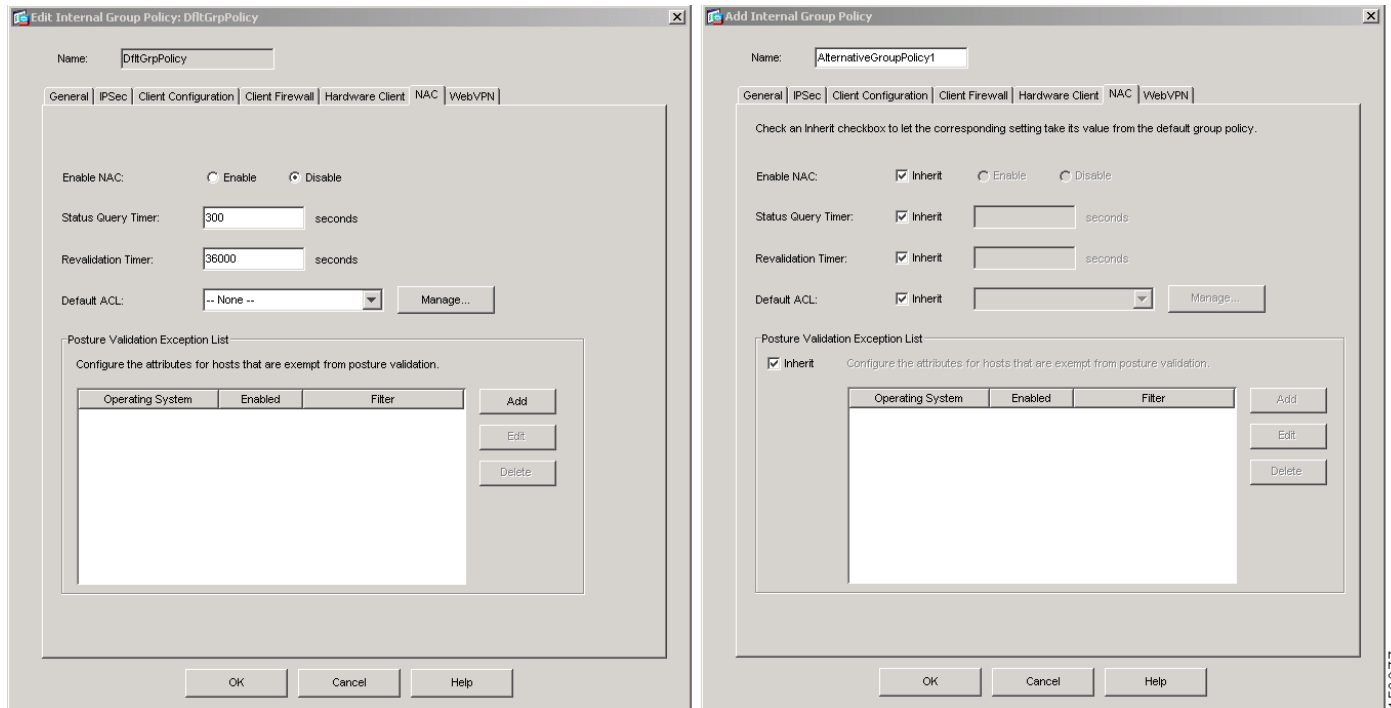 Edit Internal Group Policy: DfltGrpPolicy
Name: DfltGrpPolicy
General IPSec Client Configuration Client Firewall Hardware Client NAC WebVPN
Enable NAC: Enable Disable
Status Query Timer: 300 seconds
Revalidation Timer: 36000 seconds
Default ACL: -- None -- Manage...
Posture Validation Exception List
Configure the attributes for hosts that are exempt from posture validation.
Operating System Enabled Filter
Add
Edit
Delete
OK Cancel Help
Add Internal Group Policy
Name: AlternativeGroupPolicy1
General IPSec Client Configuration Client Firewall Hardware Client NAC WebVPN
Check an Inherit checkbox to let the corresponding setting take its value from the default group policy.
Enable NAC: Inherit Enable Disable
Status Query Timer: Inherit seconds
Revalidation Timer: Inherit seconds
Default ACL: Inherit Manage...
Posture Validation Exception List
Inherit Configure the attributes for hosts that are exempt from posture validation.
Operating System Enabled Filter
Add
Edit
Delete
OK Cancel Help